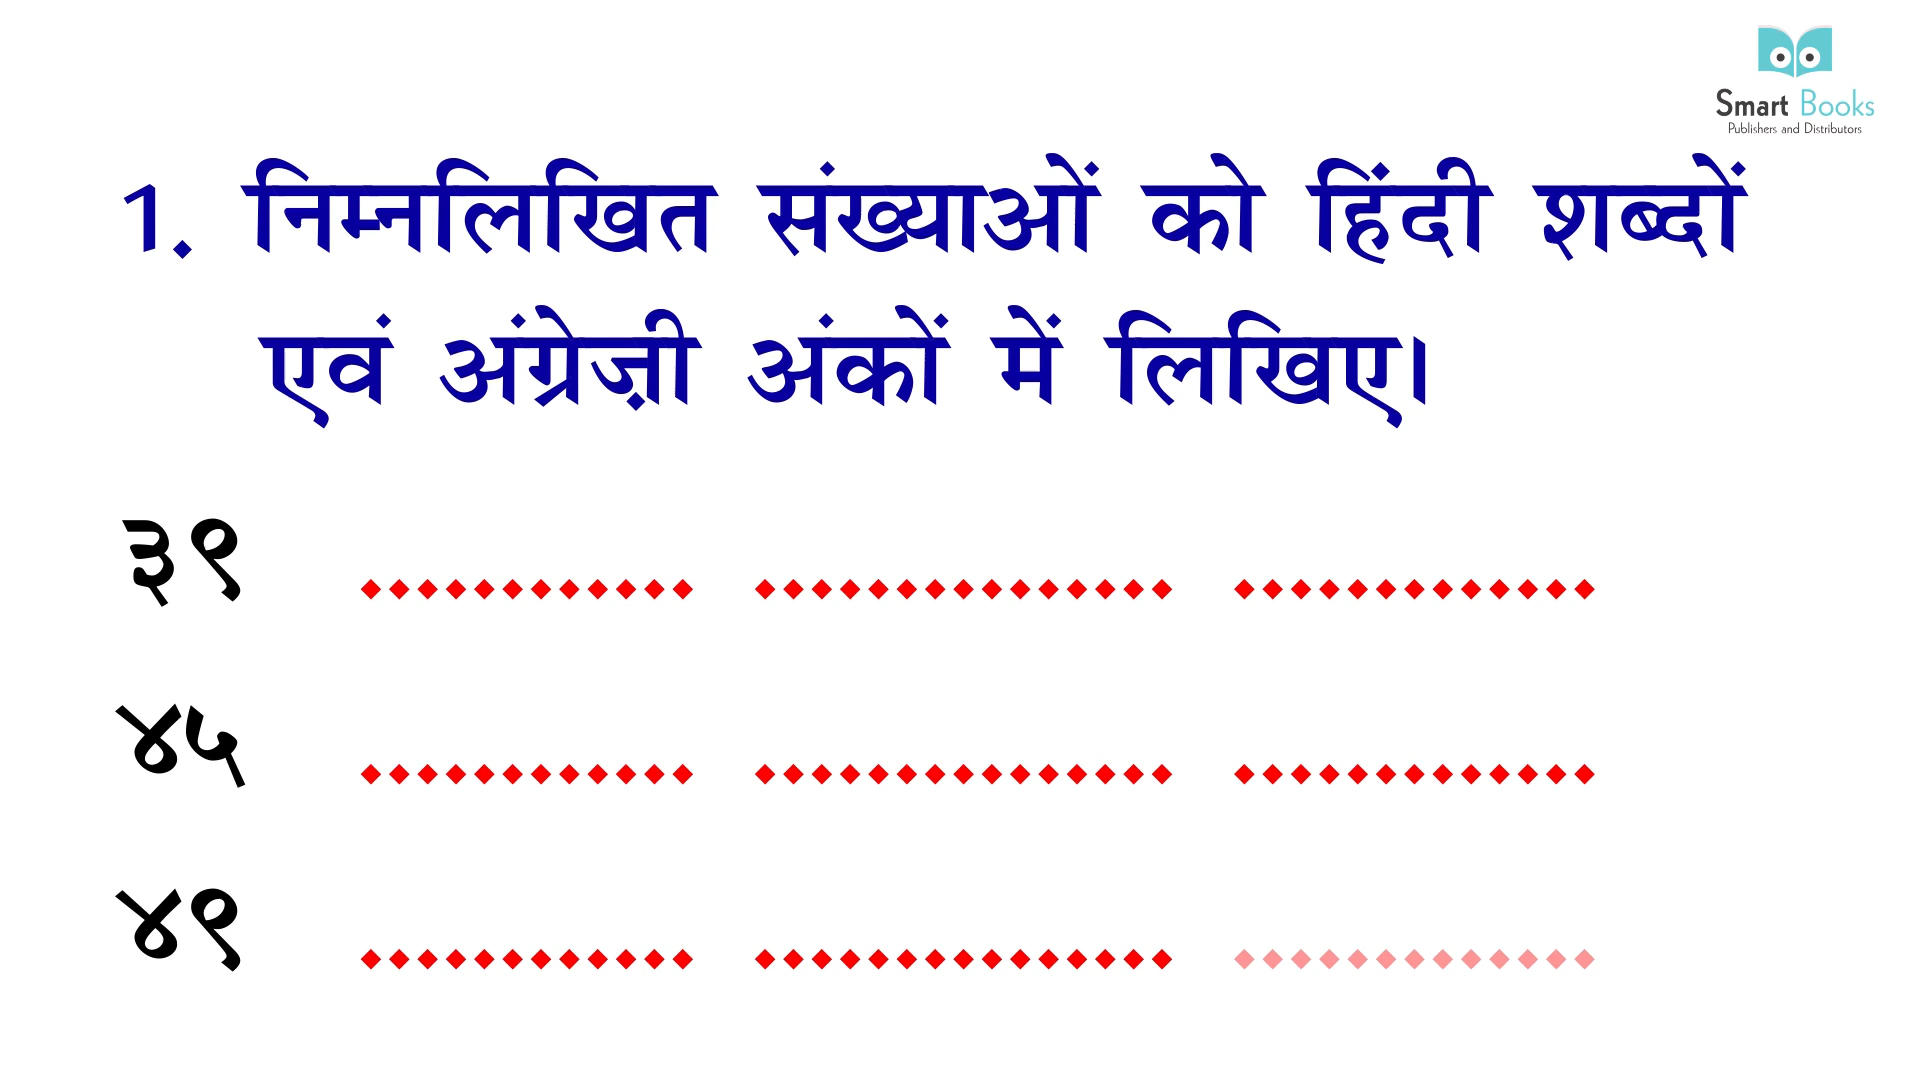 Smart Books
Publishers and Distributors
1. निम्नलिखित संख्याओं को हिंदी शब्दों
एवं अंग्रेज़ी अंकों में लिखिए।
३९ ............ ............... .............
४५ ............ ............... .............
४९ ............ ............... .............